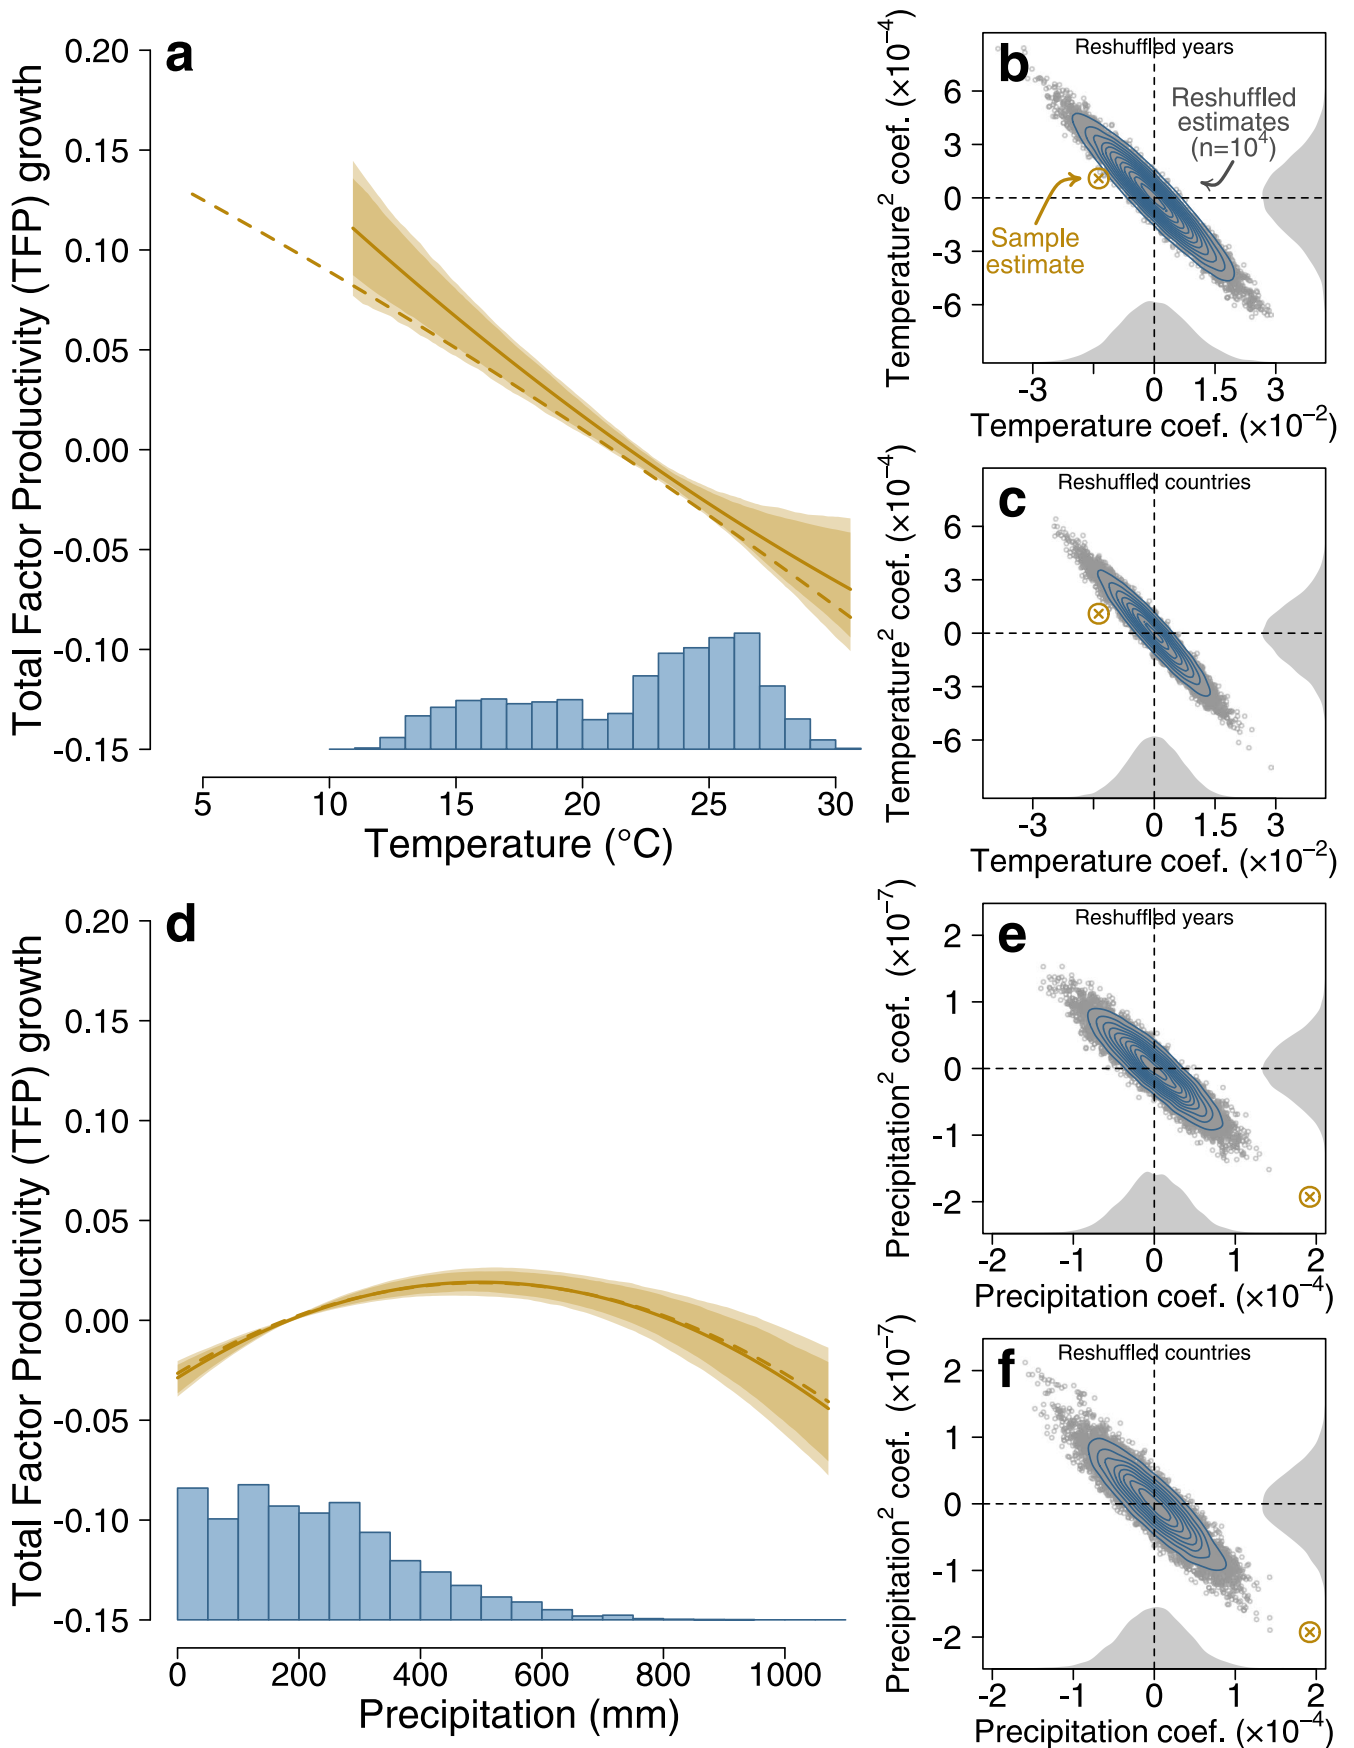 a
Total Factor Productivity (TFP) growth
0.20
0.15
0.10
0.05
0.00
-0.05
-0.10
-0.15
5 10 15 20 25 30
Temperature (°C)
b
Reshuffled years
Reshuffled
estimates
(n=10⁴)
Sample
estimate
Temperature² coef. (×10⁻⁴)
6
3
0
-3
-6
-3 0 1.5 3
Temperature coef. (×10⁻²)
c
Reshuffled countries
Temperature² coef. (×10⁻⁴)
6
3
0
-3
-6
-3 0 1.5 3
Temperature coef. (×10⁻²)
d
Total Factor Productivity (TFP) growth
0.20
0.15
0.10
0.05
0.00
-0.05
-0.10
-0.15
0 200 400 600 800 1000
Precipitation (mm)
e
Reshuffled years
Precipitation² coef. (×10⁻⁷)
2
1
0
-1
-2
-2 -1 0 1 2
Precipitation coef. (×10⁻⁴)
f
Reshuffled countries
Precipitation² coef. (×10⁻⁷)
2
1
0
-1
-2
-2 -1 0 1 2
Precipitation coef. (×10⁻⁴)